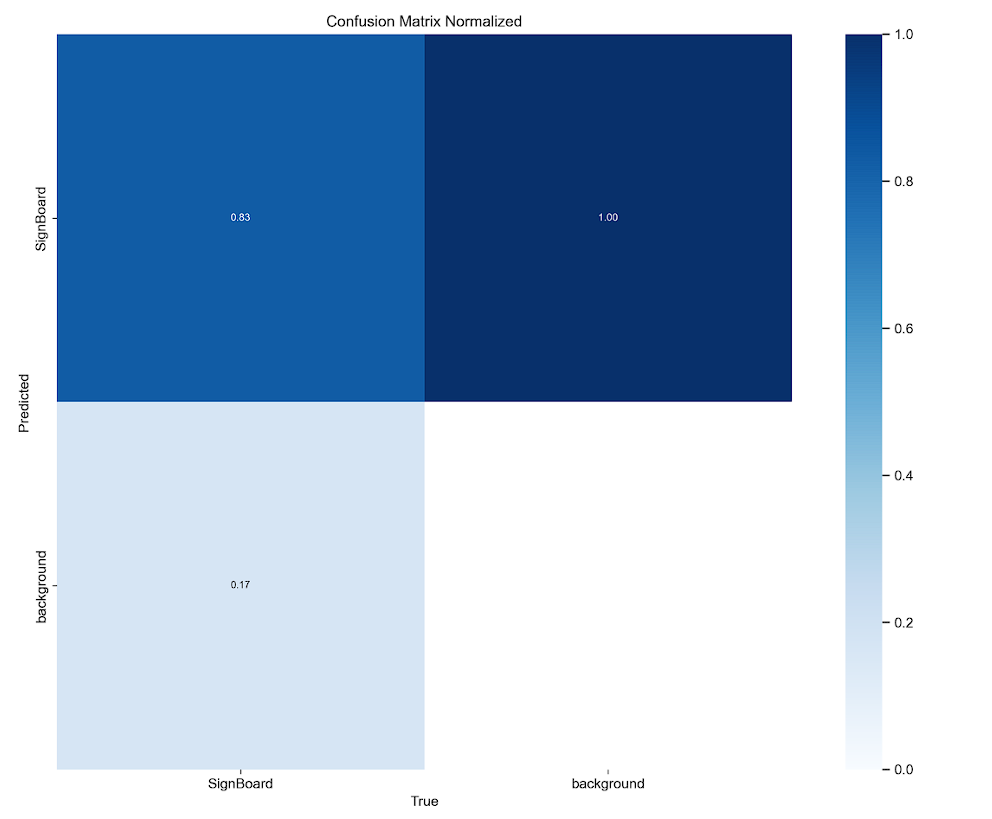 Confusion Matrix Normalized
SignBoard
background
Predicted
0.83
1.00
0.17
SignBoard
background
True
1.0
0.8
0.6
0.4
0.2
0.0